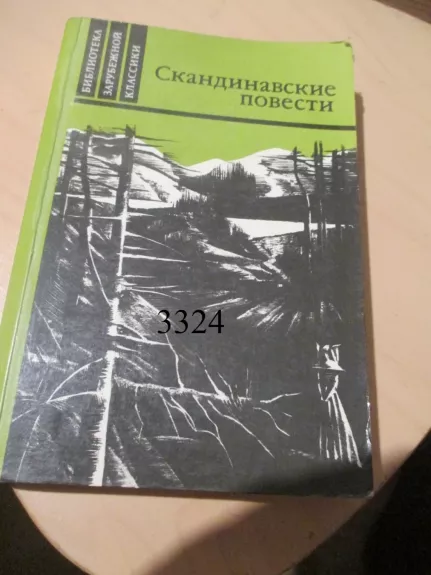 БИБЛИОТЕКА
ЗАРУБЕЖНОЙ
КЛАССИКИ
Скандинавские
повести
3324